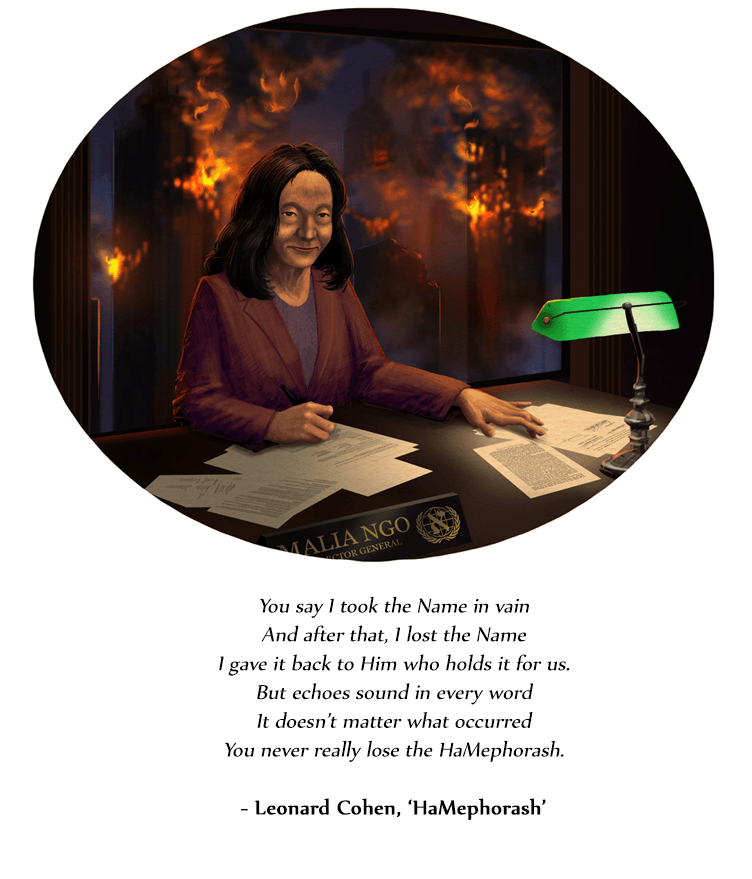 MALIA NGO
CTOR GENERAL
You say I took the Name in vain
And after that, I lost the Name
I gave it back to Him who holds it for us.
But echoes sound in every word
It doesn’t matter what occurred
You never really lose the HaMephorash.
- Leonard Cohen, ‘HaMephorash’